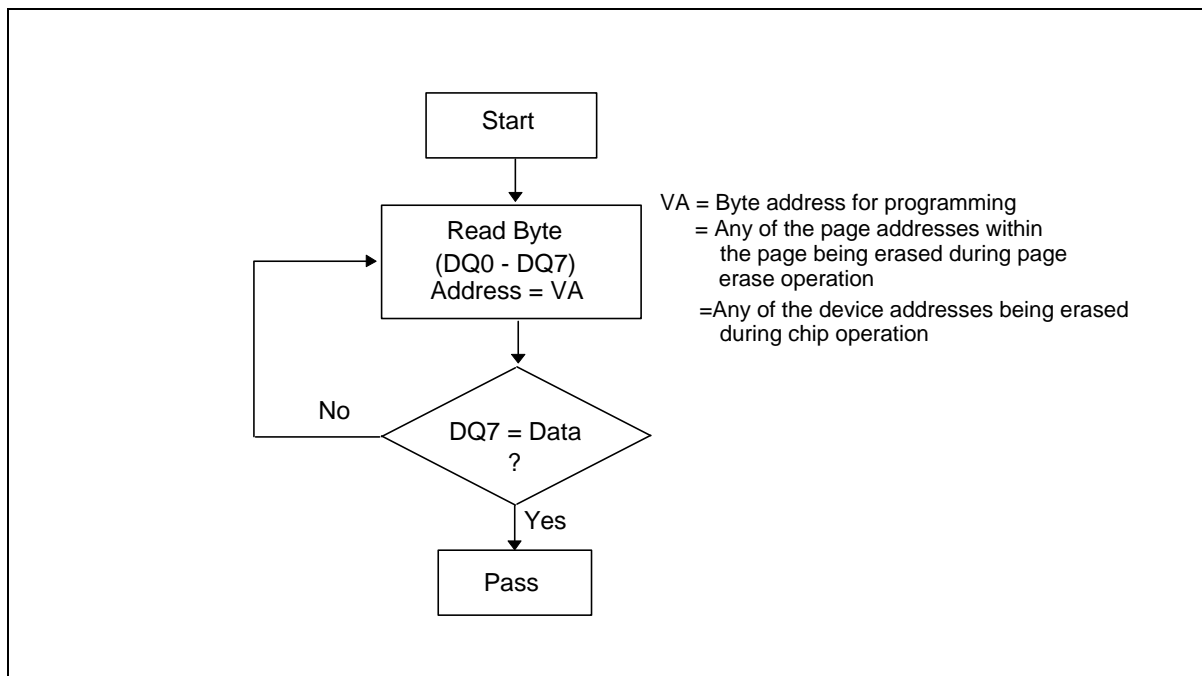 Start
Read Byte
(DQ0 - DQ7)
Address = VA
VA = Byte address for programming
= Any of the page addresses within
the page being erased during page
erase operation
=Any of the device addresses being erased
during chip operation
No
DQ7 = Data
?
Yes
Pass